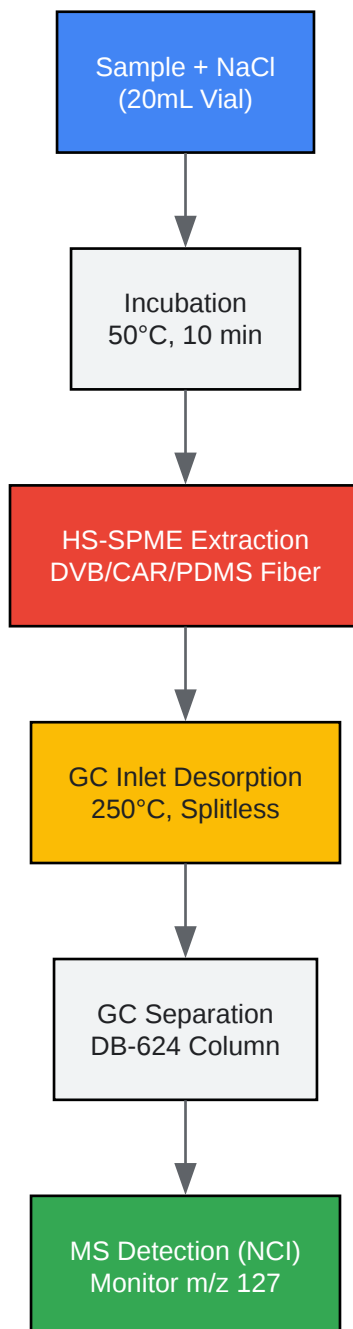 Sample + NaCl
(20mL Vial)
Incubation
50°C, 10 min
HS-SPME Extraction
DVB/CAR/PDMS Fiber
GC Inlet Desorption
250°C, Splitless
GC Separation
DB-624 Column
MS Detection (NCI)
Monitor m/z 127